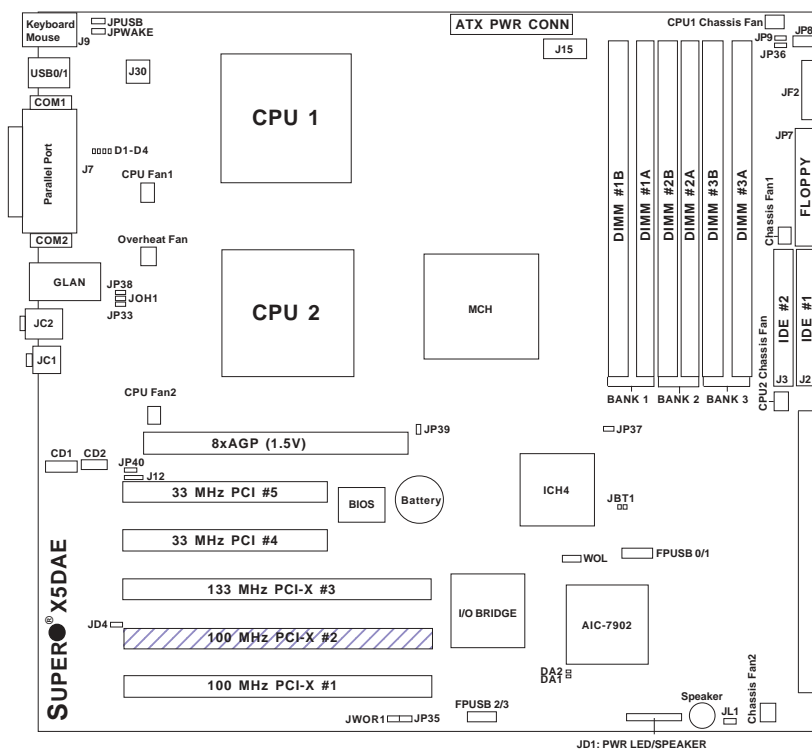 Keyboard
Mouse
J9
JPUSB
JPWAKE
ATX PWR CONN
J15
CPU1 Chassis Fan
JP9
JP36
JP8
USB0/1
J30
JF2
COM1
CPU 1
Parallel Port
J7
D1-D4
CPU Fan1
JP7
FLOPPY
Chassis Fan1
DIMM #1B
DIMM #1A
DIMM #2B
DIMM #2A
DIMM #3B
DIMM #3A
COM2
Overheat Fan
GLAN
JP38
JOH1
JP33
CPU 2
MCH
JC2
JC1
IDE #2
IDE #1
J3
J2
CPU2 Chassis Fan
BANK 1
BANK 2
BANK 3
CPU Fan2
JP39
JP37
8xAGP (1.5V)
CD1
CD2
JP40
J12
33 MHz PCI #5
BIOS
Battery
ICH4
JBT1
33 MHz PCI #4
WOL
FPUSB 0/1
133 MHz PCI-X #3
I/O BRIDGE
AIC-7902
JD4
100 MHz PCI-X #2
DA2
DA1
100 MHz PCI-X #1
SUPER® X5DAE
JWOR1
JP35
FPUSB 2/3
Speaker
JL1
Chassis Fan2
JD1: PWR LED/SPEAKER